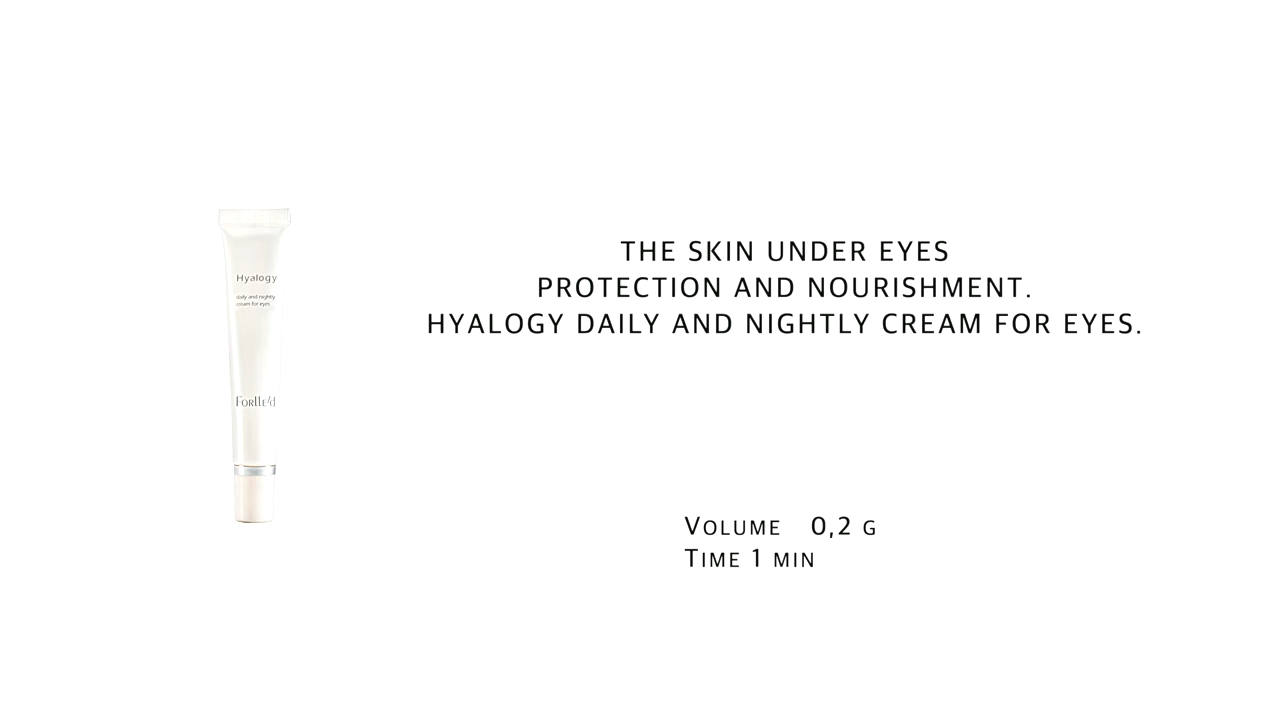 Hyalogy
daily and nightly
cream for eyes
Forlle'd
THE SKIN UNDER EYES
PROTECTION AND NOURISHMENT.
HYALOGY DAILY AND NIGHTLY CREAM FOR EYES.
VOLUME 0,2 G
TIME 1 MIN